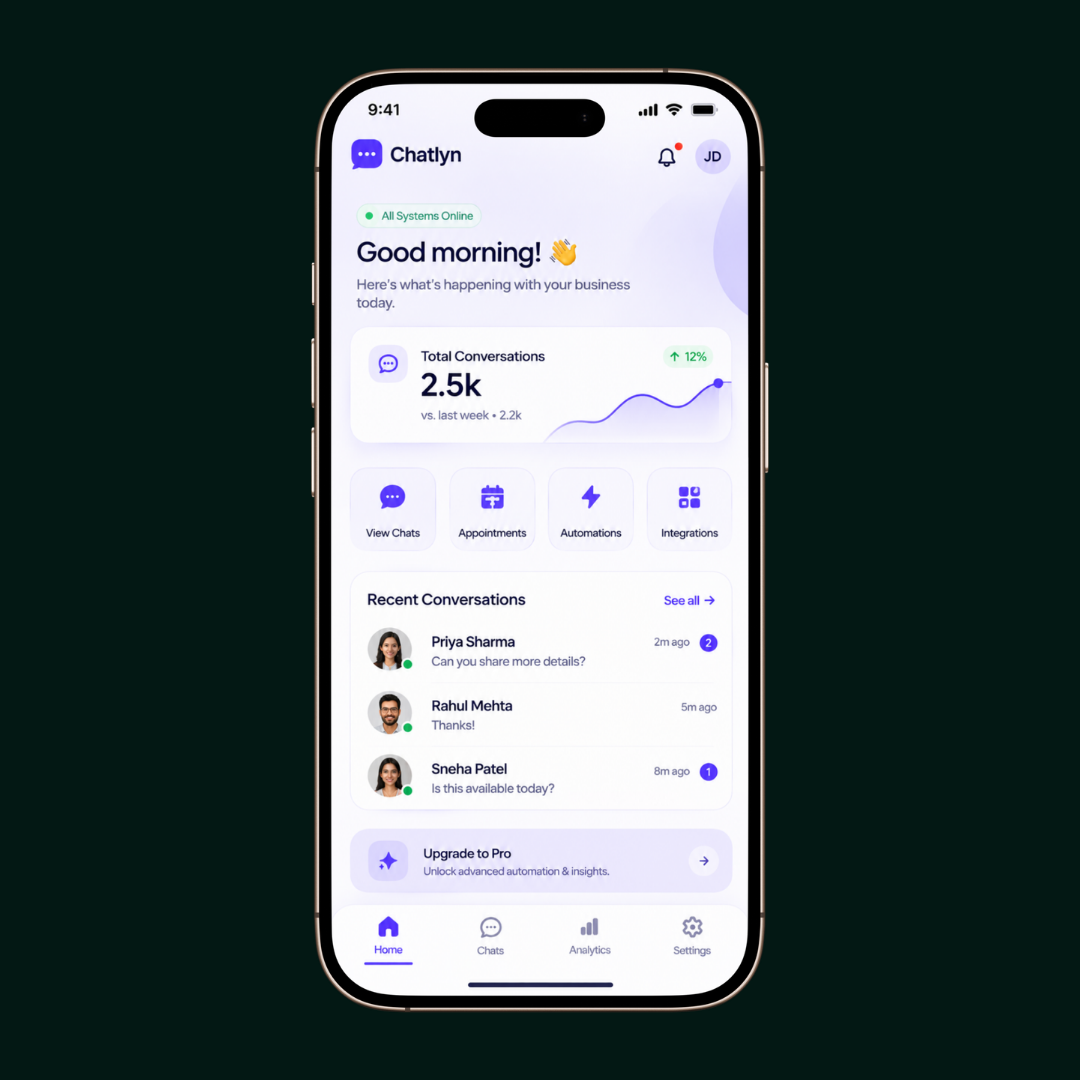 9:41
Chatlyn
JD
All Systems Online
Good morning! 👋
Here's what's happening with your business
today.
Total Conversations
↑ 12%
2.5k
vs. last week • 2.2k
View Chats
Appointments
Automations
Integrations
Recent Conversations
See all →
Priya Sharma
2m ago
2
Can you share more details?
Rahul Mehta
5m ago
Thanks!
Sneha Patel
8m ago
1
Is this available today?
Upgrade to Pro
Unlock advanced automation & insights.
Home
Chats
Analytics
Settings